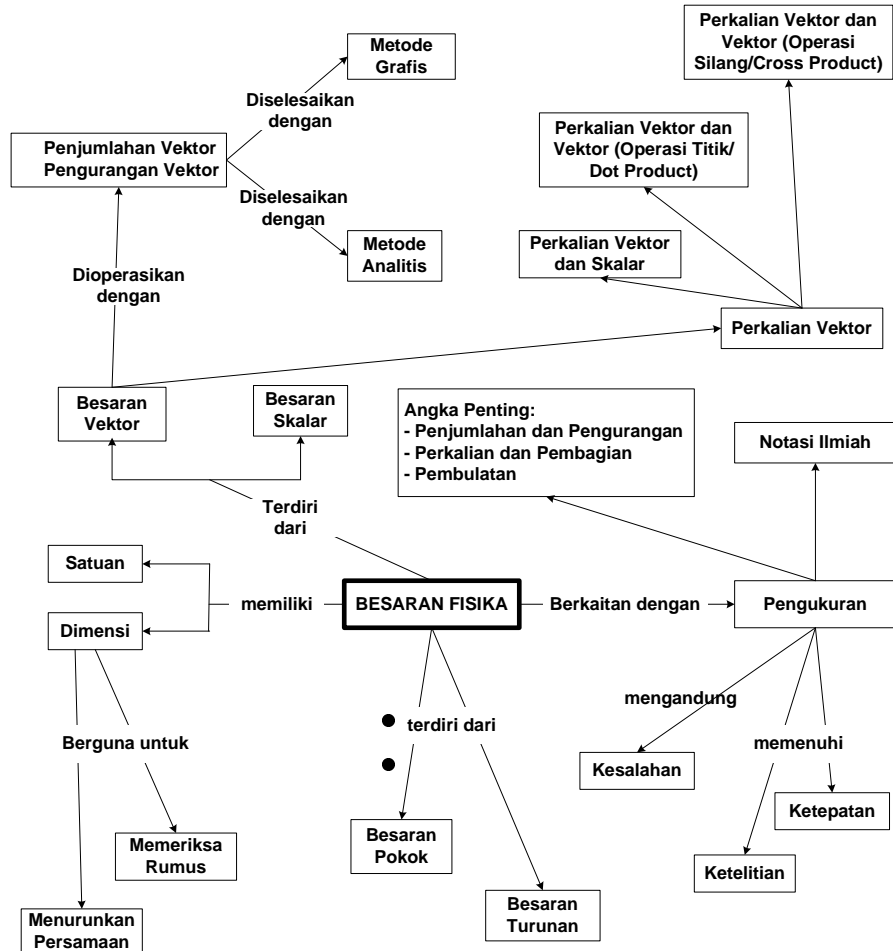 Perkalian Vektor dan
Vektor (Operasi
Silang/Cross Product)
Metode
Grafis
Diselesaikan
dengan
Perkalian Vektor dan
Vektor (Operasi Titik/
Dot Product)
Penjumlahan Vektor
Pengurangan Vektor
Diselesaikan
dengan
Metode
Analitis
Perkalian Vektor
dan Skalar
Dioperasikan
dengan
Perkalian Vektor
Besaran
Vektor
Besaran
Skalar
Angka Penting:
- Penjumlahan dan Pengurangan
- Perkalian dan Pembagian
- Pembulatan
Notasi Ilmiah
Terdiri
dari
Satuan
memiliki
BESARAN FISIKA
Berkaitan dengan
Pengukuran
Dimensi
mengandung
terdiri dari
Berguna untuk
memenuhi
Kesalahan
Ketepatan
Besaran
Pokok
Memeriksa
Rumus
Ketelitian
Besaran
Turunan
Menurunkan
Persamaan